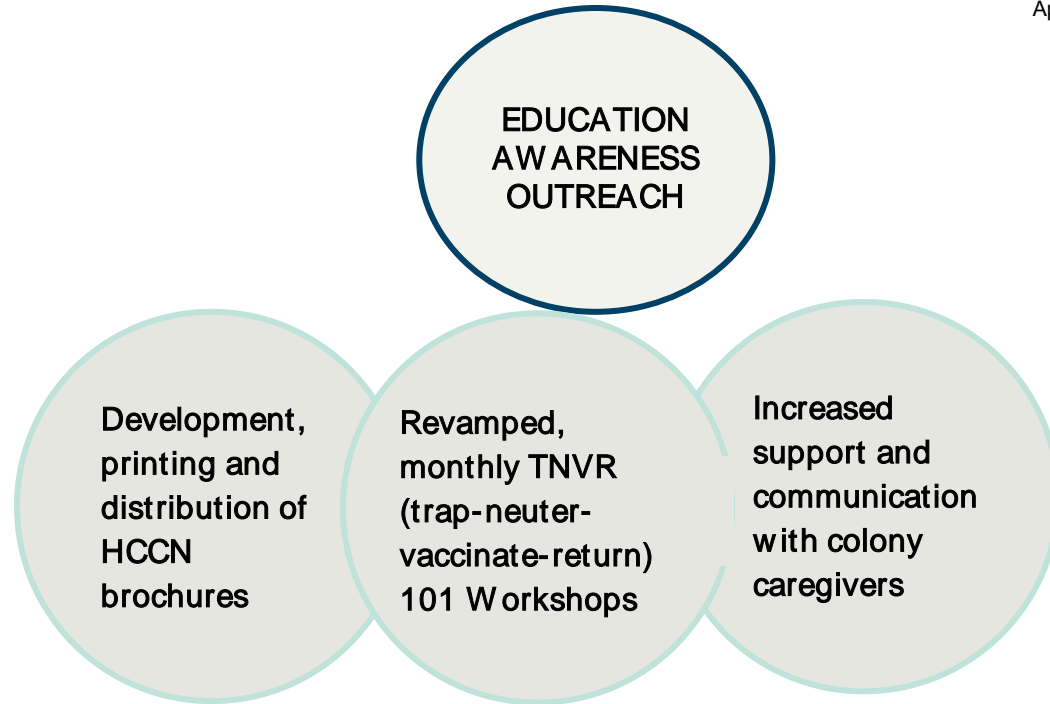 Ap
EDUCATION
AWARENESS
OUTREACH
Development,
printing and
distribution of
HCCN
brochures
Revamped,
monthly TNVR
(trap-neuter-
vaccinate-return)
101 Workshops
Increased
support and
communication
with colony
caregivers